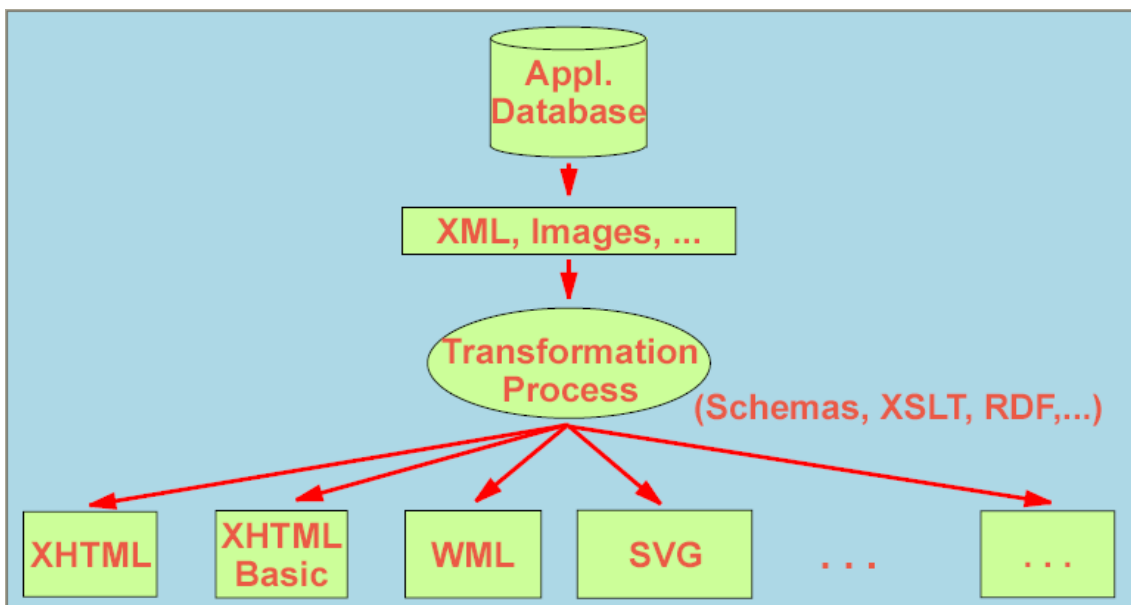 Appl.
Database
XML, Images, ...
Transformation
Process
(Schemas, XSLT, RDF,...)
XHTML
XHTML
Basic
WML
SVG
. . .
. . .